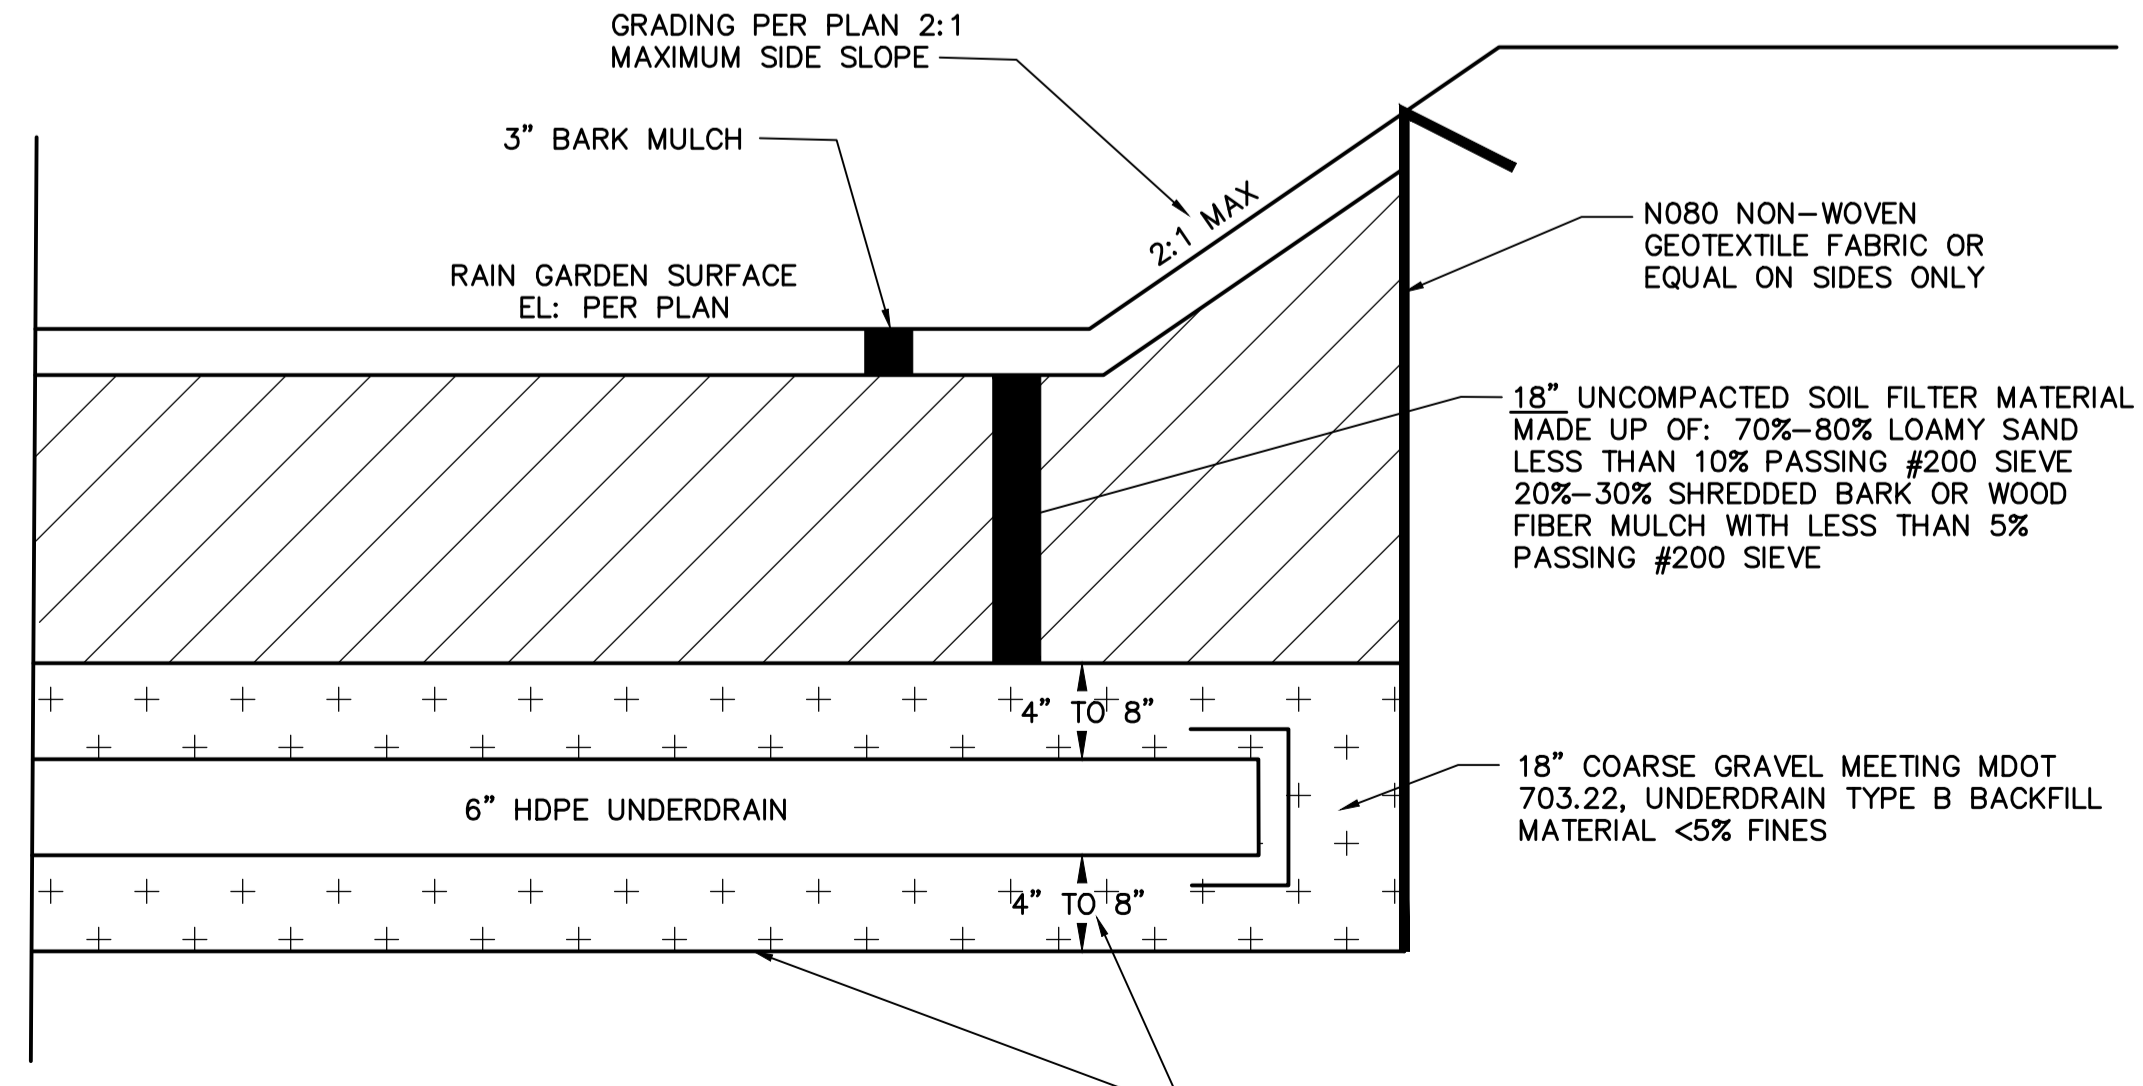 GRADING PER PLAN 2:1
MAXIMUM SIDE SLOPE
3” BARK MULCH
2:1 MAX
RAIN GARDEN SURFACE
EL: PER PLAN
N080 NON-WOVEN
GEOTEXTILE FABRIC OR
EQUAL ON SIDES ONLY
18” UNCOMPACTED SOIL FILTER MATERIAL
MADE UP OF: 70%-80% LOAMY SAND
LESS THAN 10% PASSING #200 SIEVE
20%-30% SHREDDED BARK OR WOOD
FIBER MULCH WITH LESS THAN 5%
PASSING #200 SIEVE
4” TO 8”
6” HDPE UNDERDRAIN
18” COARSE GRAVEL MEETING MDOT
703.22, UNDERDRAIN TYPE B BACKFILL
MATERIAL <5% FINES
4” TO 8”